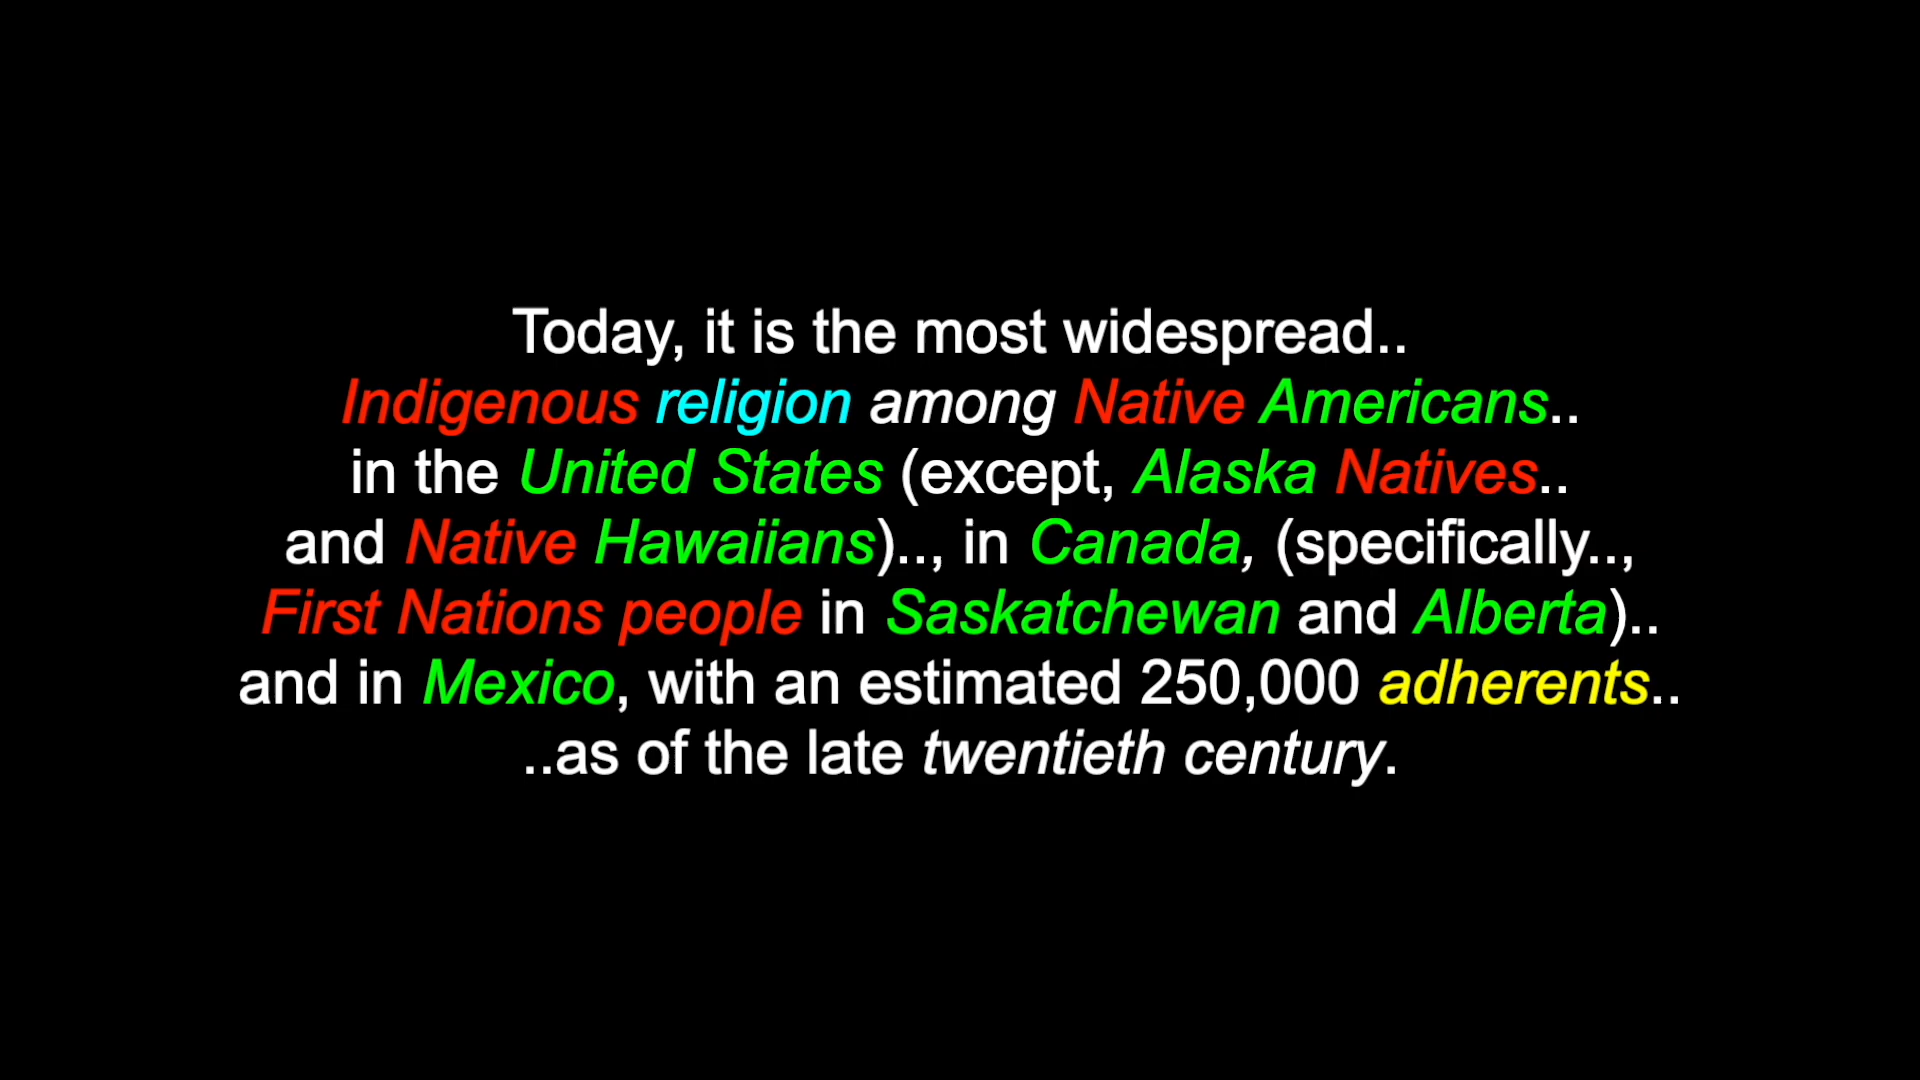 Today, it is the most widespread..
Indigenous religion among Native Americans..
in the United States (except, Alaska Natives..
and Native Hawaiians).., in Canada, (specifically..,
First Nations people in Saskatchewan and Alberta)..
and in Mexico, with an estimated 250,000 adherents..
..as of the late twentieth century.